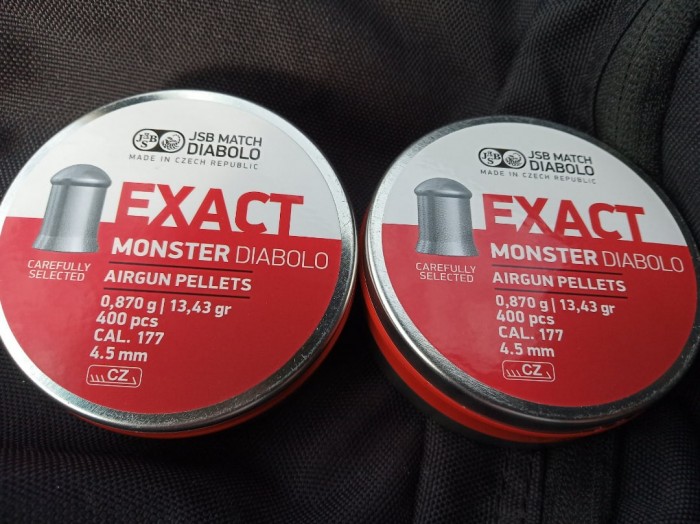 JSB
JSB MATCH
DIABOLO
MADE IN CZECH REPUBLIC
EXACT
MONSTER DIABOLO
CAREFULLY
SELECTED
AIRGUN PELLETS
0,870 g | 13,43 gr
400 pcs
CAL. 177
4.5 mm
CZ
JSB
JSB MATCH
DIABOLO
MADE IN CZECH REPUBLIC
EXACT
MONSTER DIABOLO
CAREFULLY
SELECTED
AIRGUN PELLETS
0,870 g | 13,43 gr
400 pcs
CAL. 177
4.5 mm
CZ